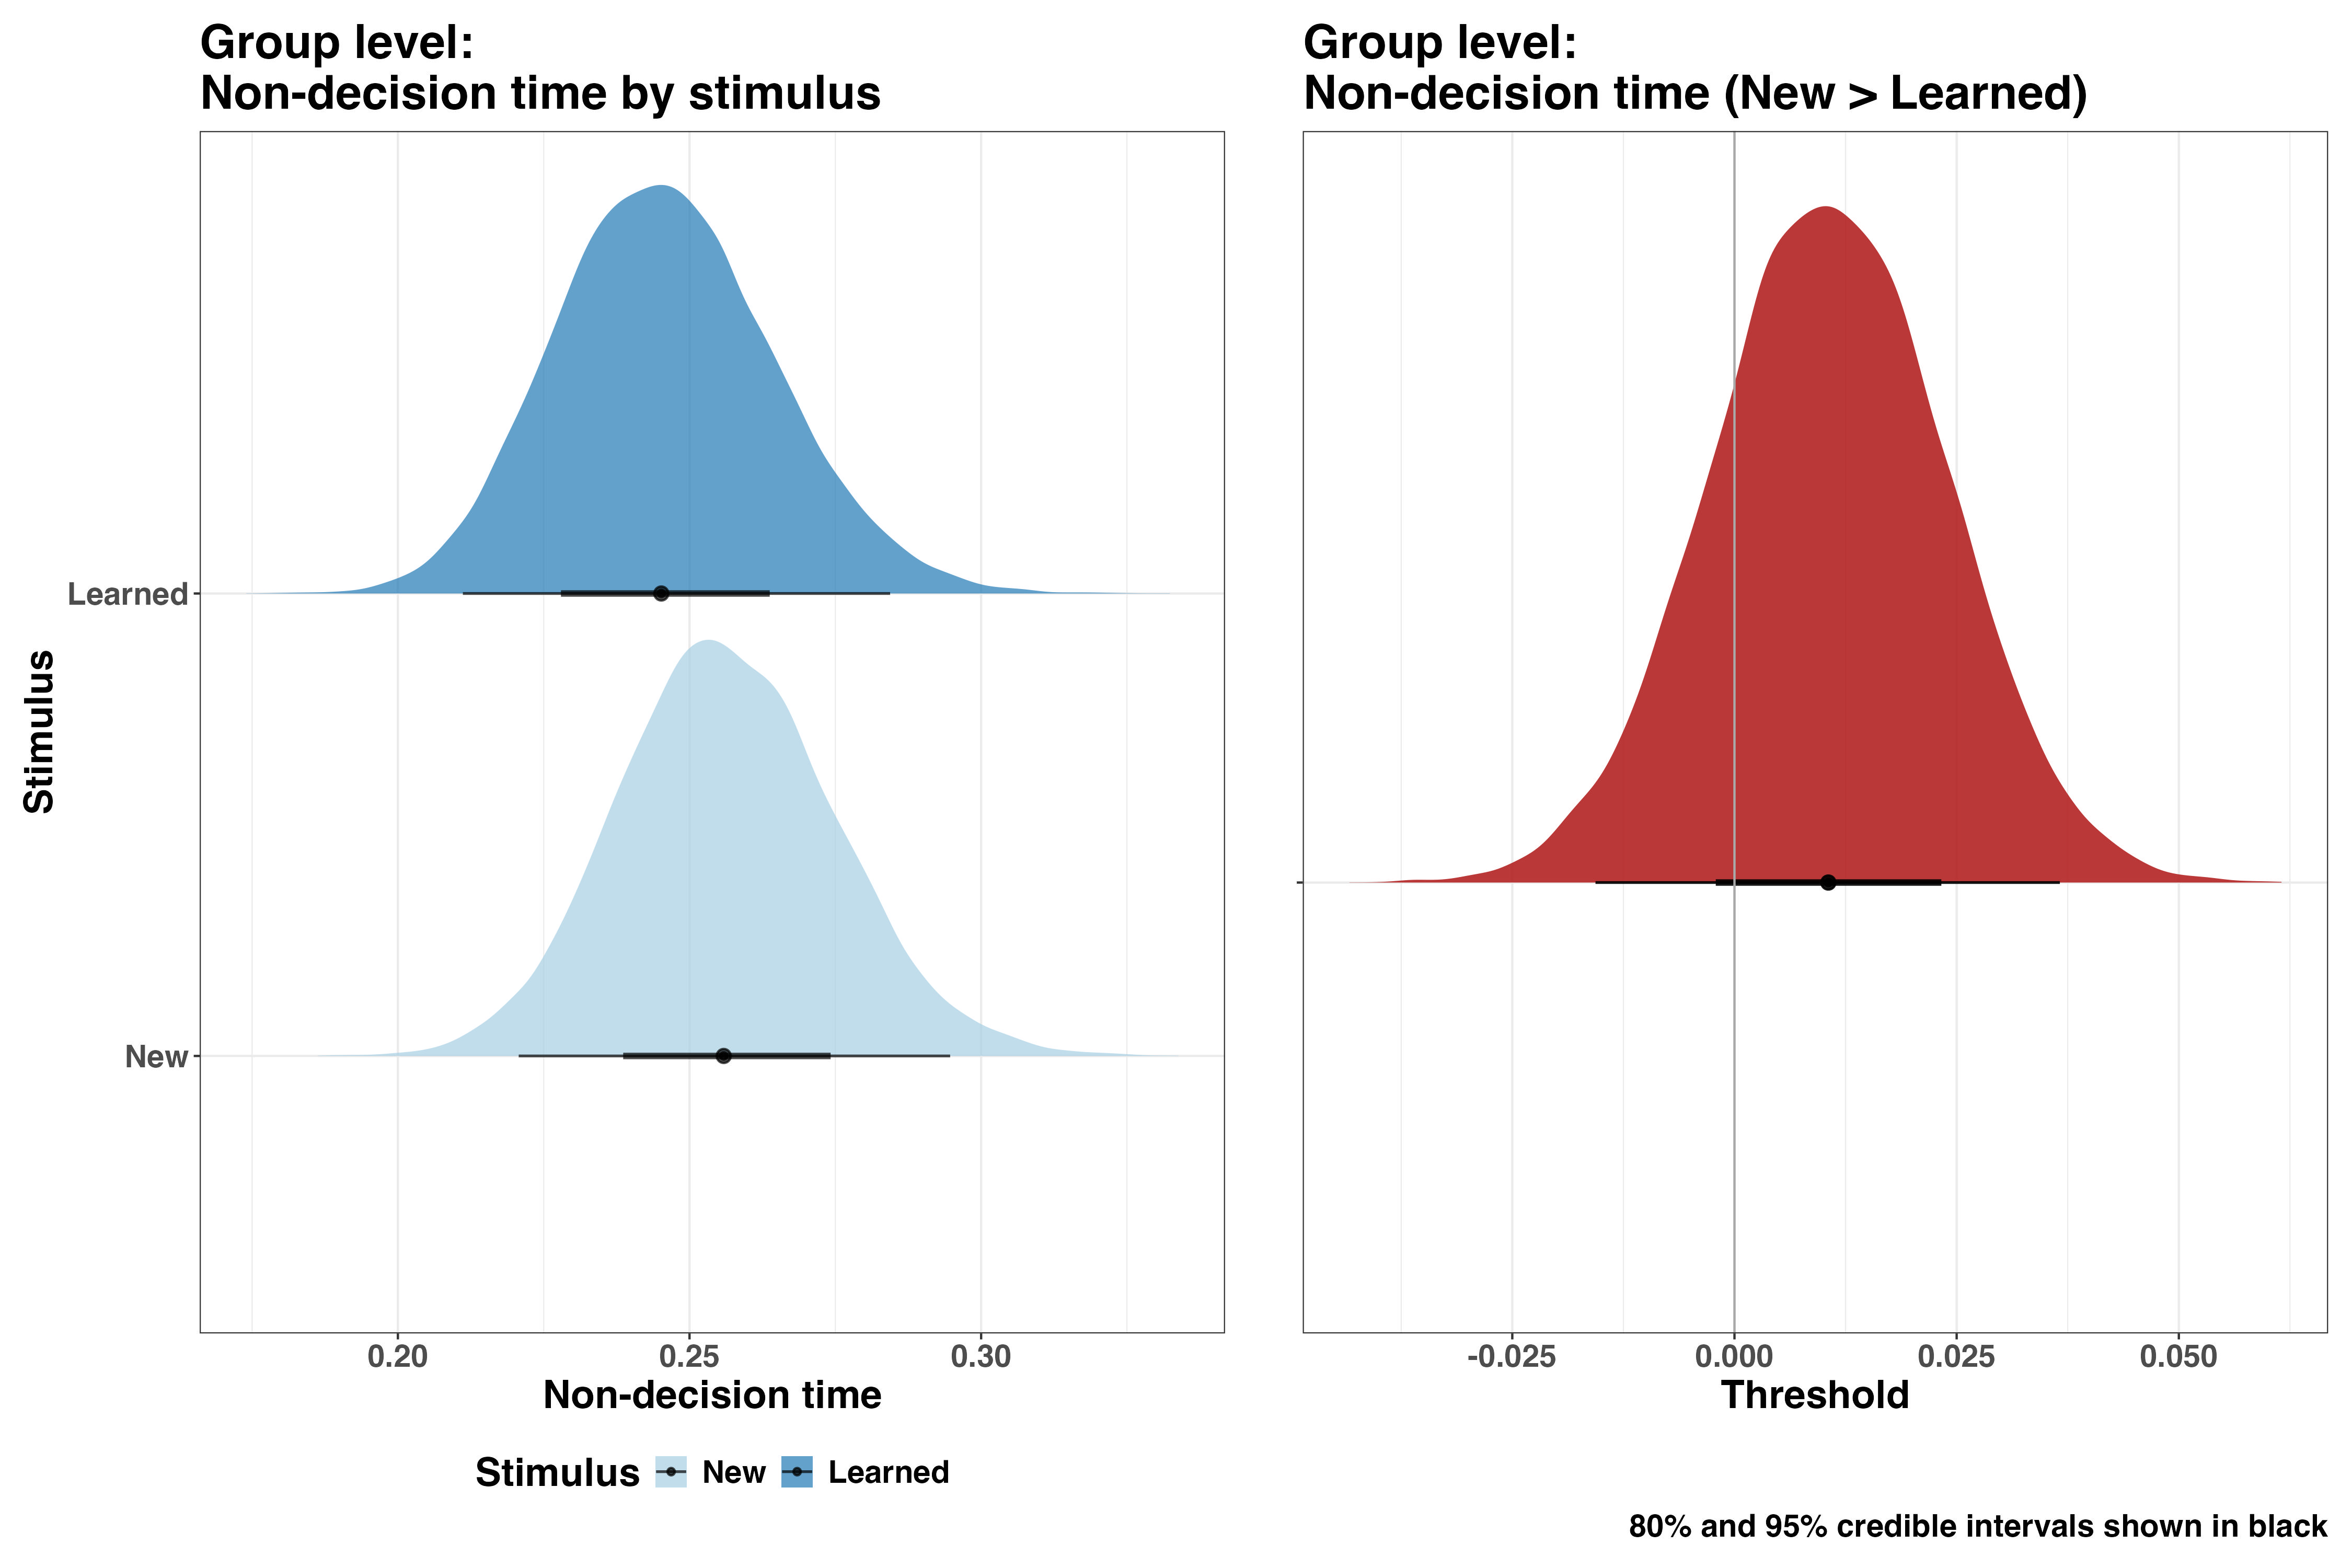 Group level:
Non-decision time by stimulus
Group level:
Non-decision time (New > Learned)
Stimulus
Learned
New
0.20
0.25
0.30
Non-decision time
-0.025
0.000
0.025
0.050
Threshold
Stimulus New Learned
80% and 95% credible intervals shown in black